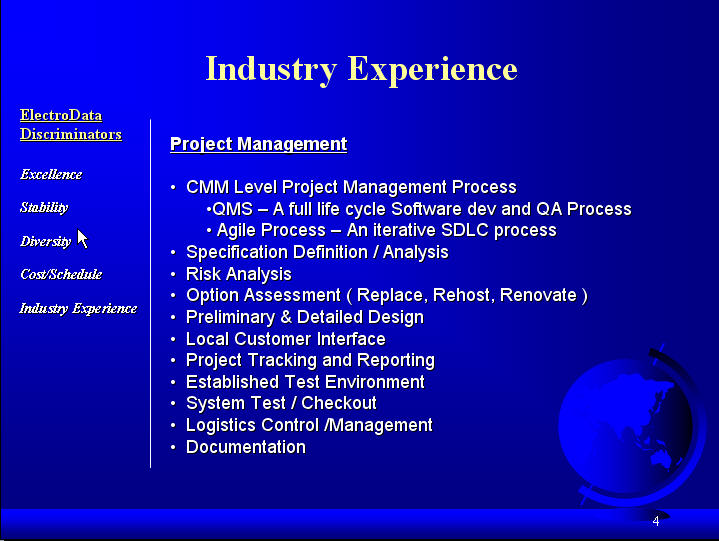 Industry Experience
ElectroData
Discriminators
Excellence
Stability
Diversity
Cost/Schedule
Industry Experience
Project Management
• CMM Level Project Management Process
•QMS – A full life cycle Software dev and QA Process
• Agile Process – An iterative SDLC process
• Specification Definition / Analysis
• Risk Analysis
• Option Assessment ( Replace, Rehost, Renovate )
• Preliminary & Detailed Design
• Local Customer Interface
• Project Tracking and Reporting
• Established Test Environment
• System Test / Checkout
• Logistics Control /Management
• Documentation
4